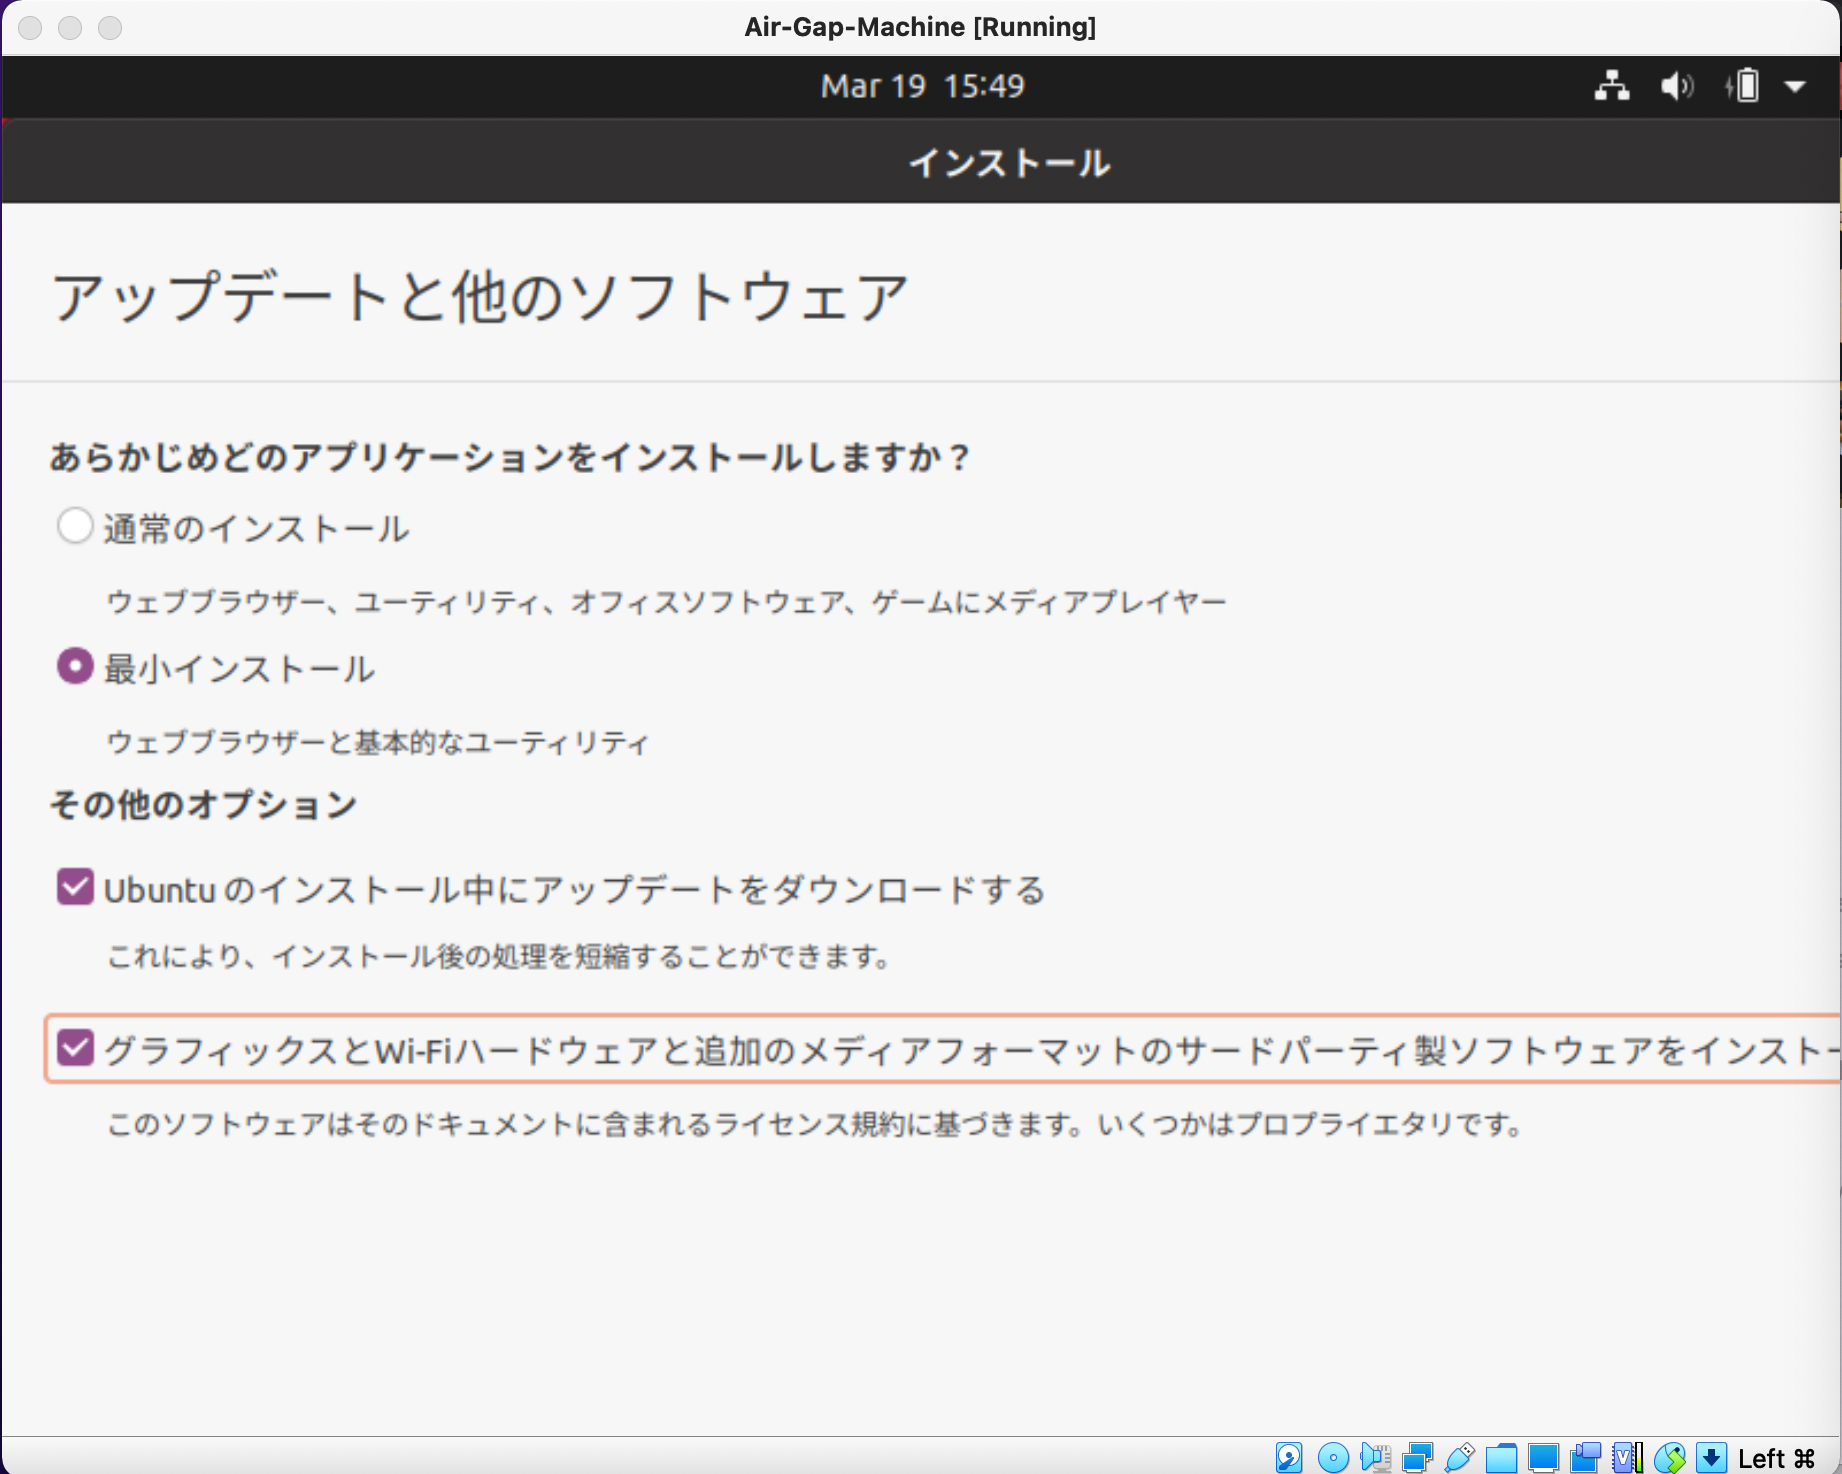 Air-Gap-Machine [Running]
Mar 19 15:49
インストール
アップデートと他のソフトウェア
あらかじめどのアプリケーションをインストールしますか？
通常のインストール
ウェブブラウザー、ユーティリティ、オフィスソフトウェア、ゲームにメディアプレイヤー
最小インストール
ウェブブラウザーと基本的なユーティリティ
その他のオプション
Ubuntu のインストール中にアップデートをダウンロードする
これにより、インストール後の処理を短縮することができます。
グラフィックスとWi-Fiハードウェアと追加のメディアフォーマットのサードパーティ製ソフトウェアをインストー
このソフトウェアはそのドキュメントに含まれるライセンス規約に基づきます。いくつかはプロプライエタリです。
Left ⌘